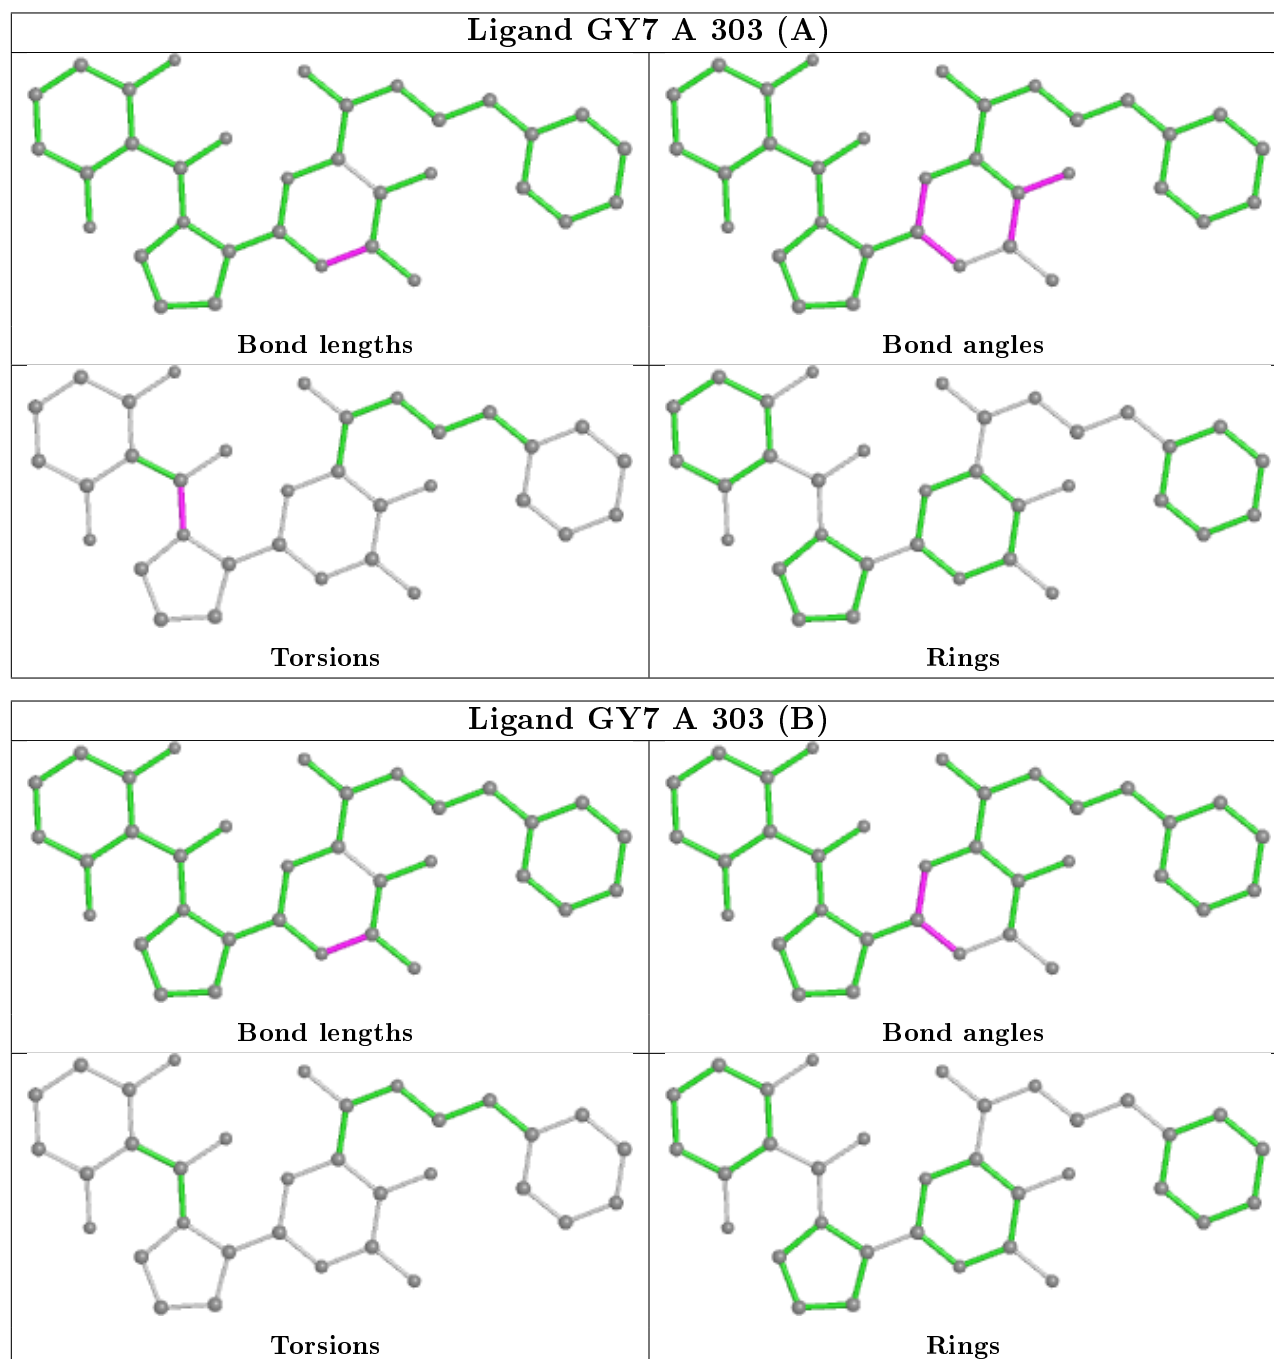 Ligand GY7 A 303 (A)
Bond lengths
Bond angles
Torsions
Rings
Ligand GY7 A 303 (B)
Bond lengths
Bond angles
Torsions
Rings